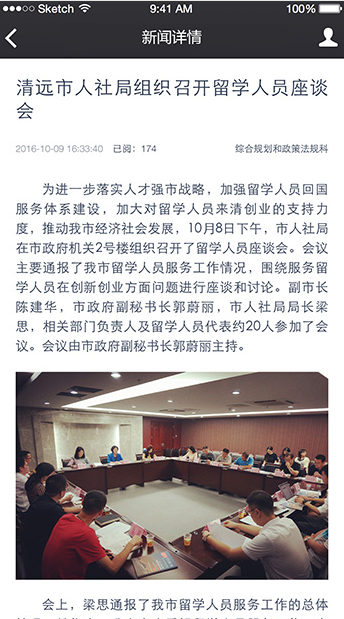 Sketch
9:41 AM
100%
新闻详情
清远市人社局组织召开留学人员座谈
会
2016-10-09 16:33:40 已阅：174 综合规划和政策法规科
为进一步落实人才强市战略，加强留学人员回国
服务体系建设，加大对留学人员来清创业的支持力
度，推动我市经济社会发展，10月8日下午，市人社局
在市政府机关2号楼组织召开了留学人员座谈会。会议
主要通报了我市留学人员服务工作情况，围绕服务留
学人员在创新创业方面问题进行座谈和讨论。副市长
陈建华，市政府副秘书长郭蔚丽，市人社局局长梁
思，相关部门负责人及留学人员代表约20人参加了会
议。会议由市政府副秘书长郭蔚丽主持。
会上，梁思通报了我市留学人员服务工作的总体